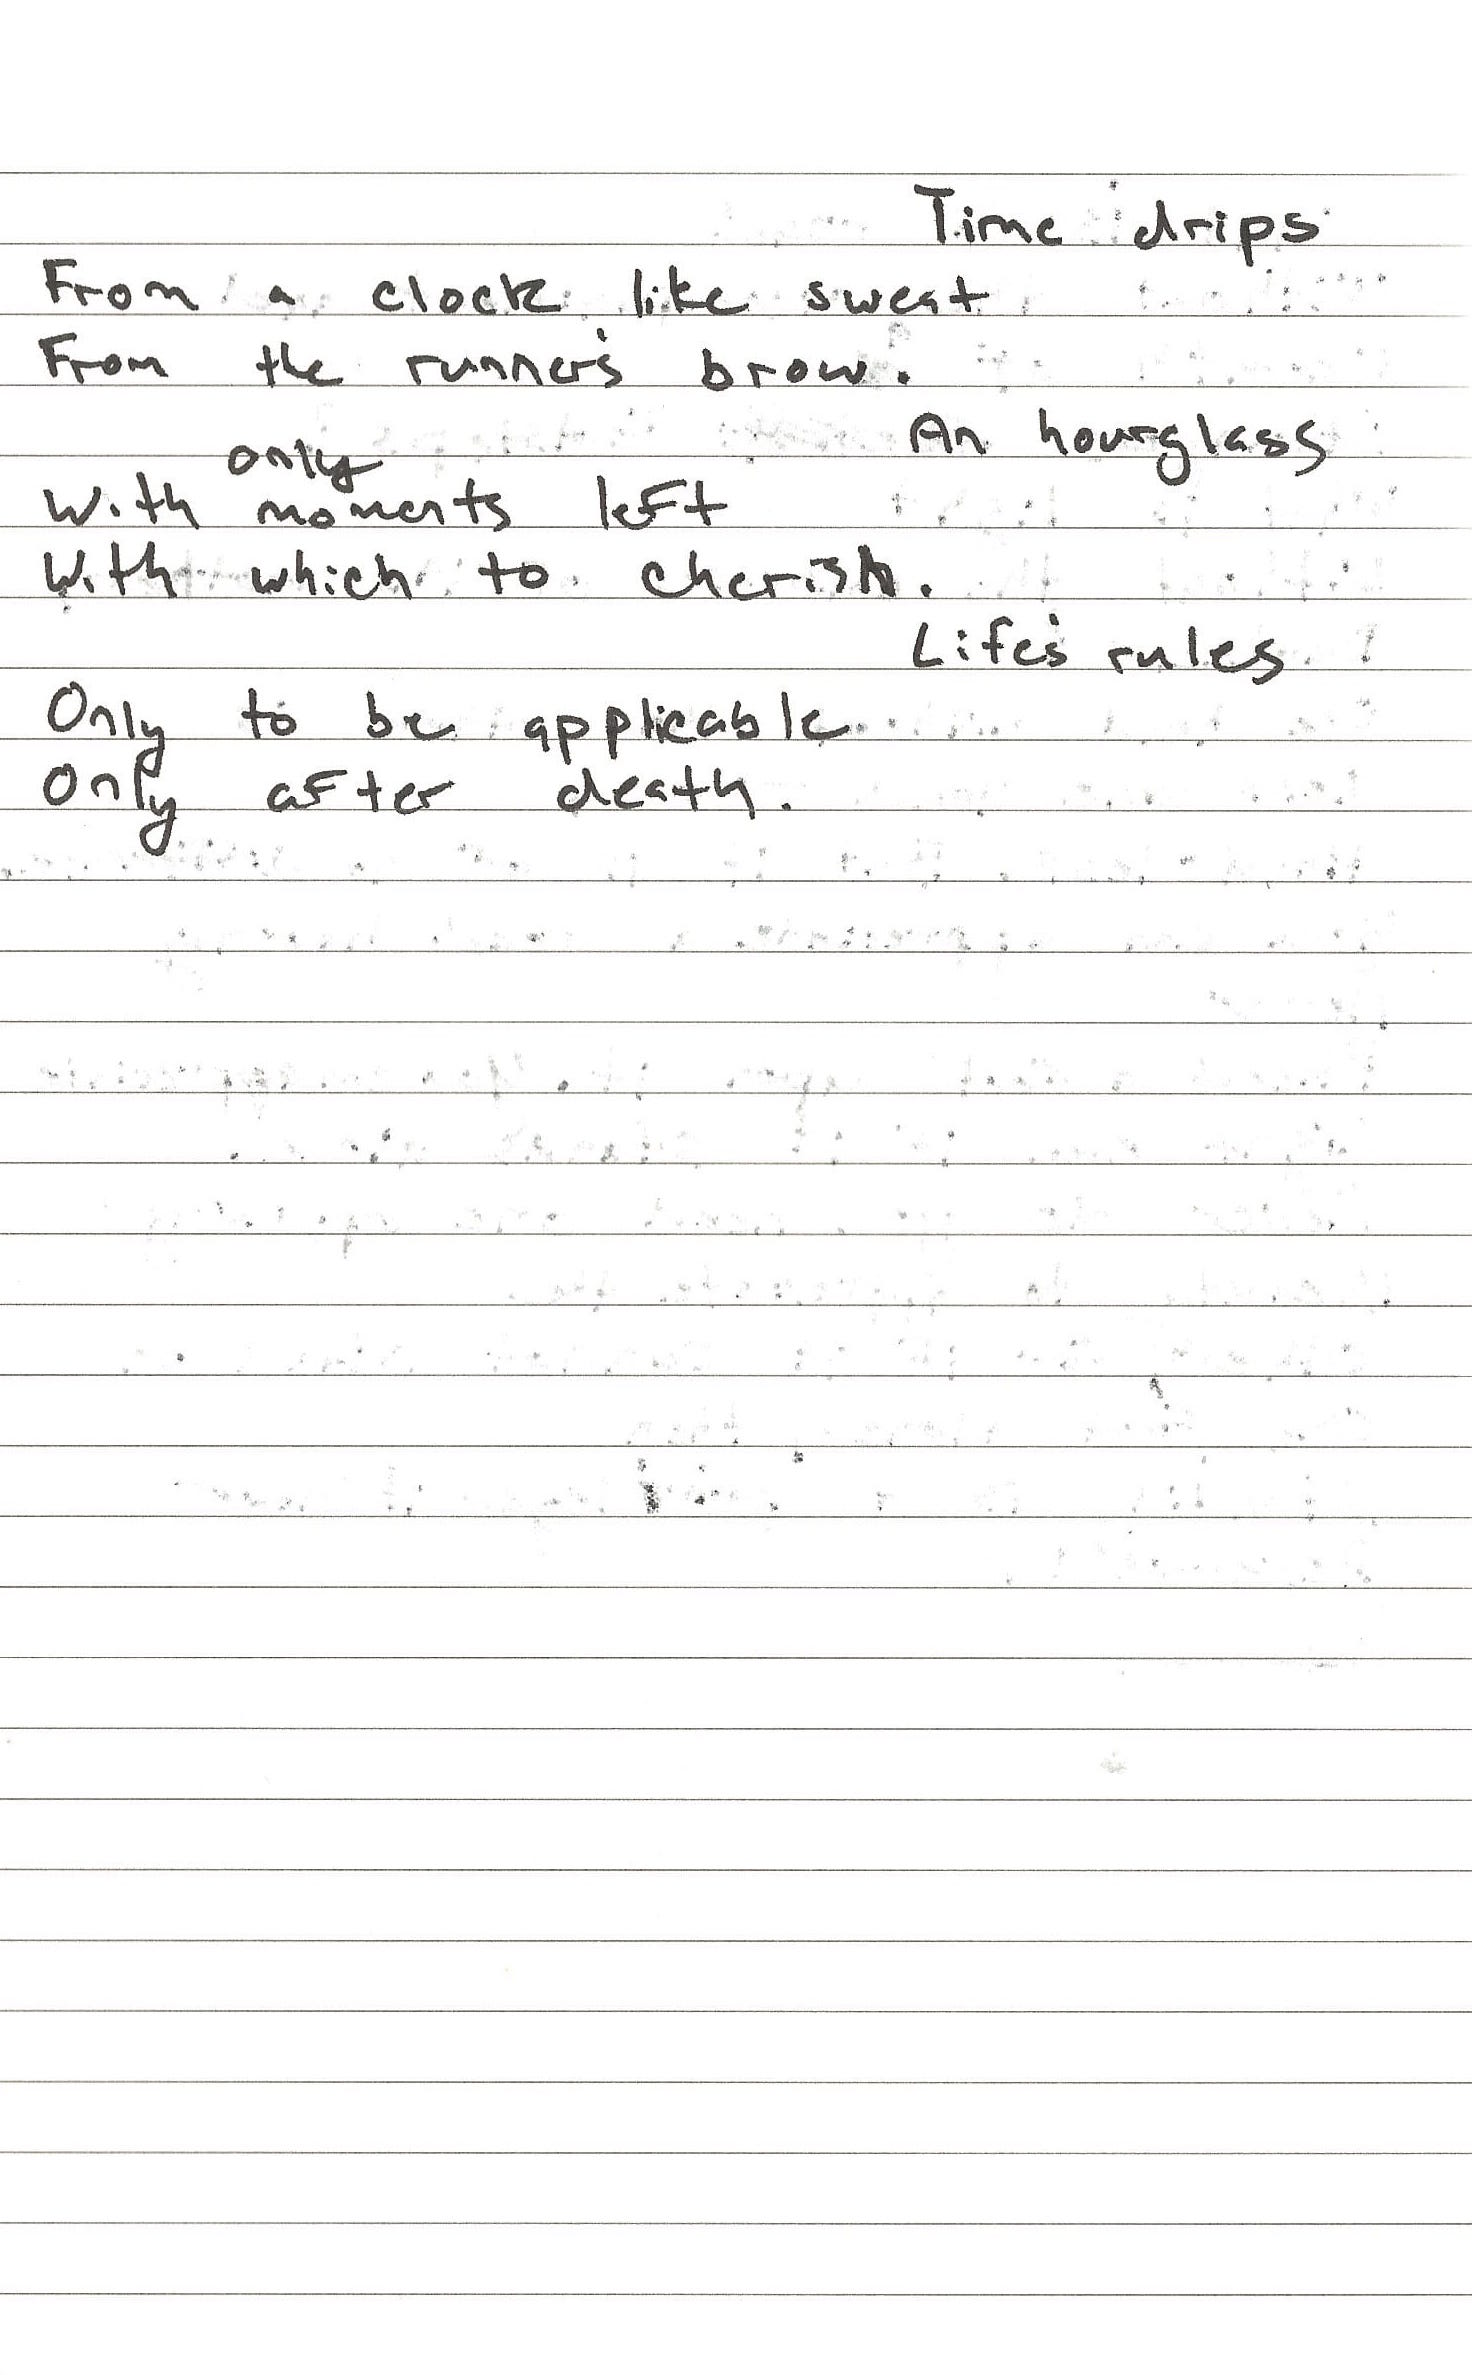 Time drips
From a clock like sweat
From the runner's brow.
An hourglass
only
With moments left
With which to cherish.
Life's rules
Only to be applicable
Only after death.